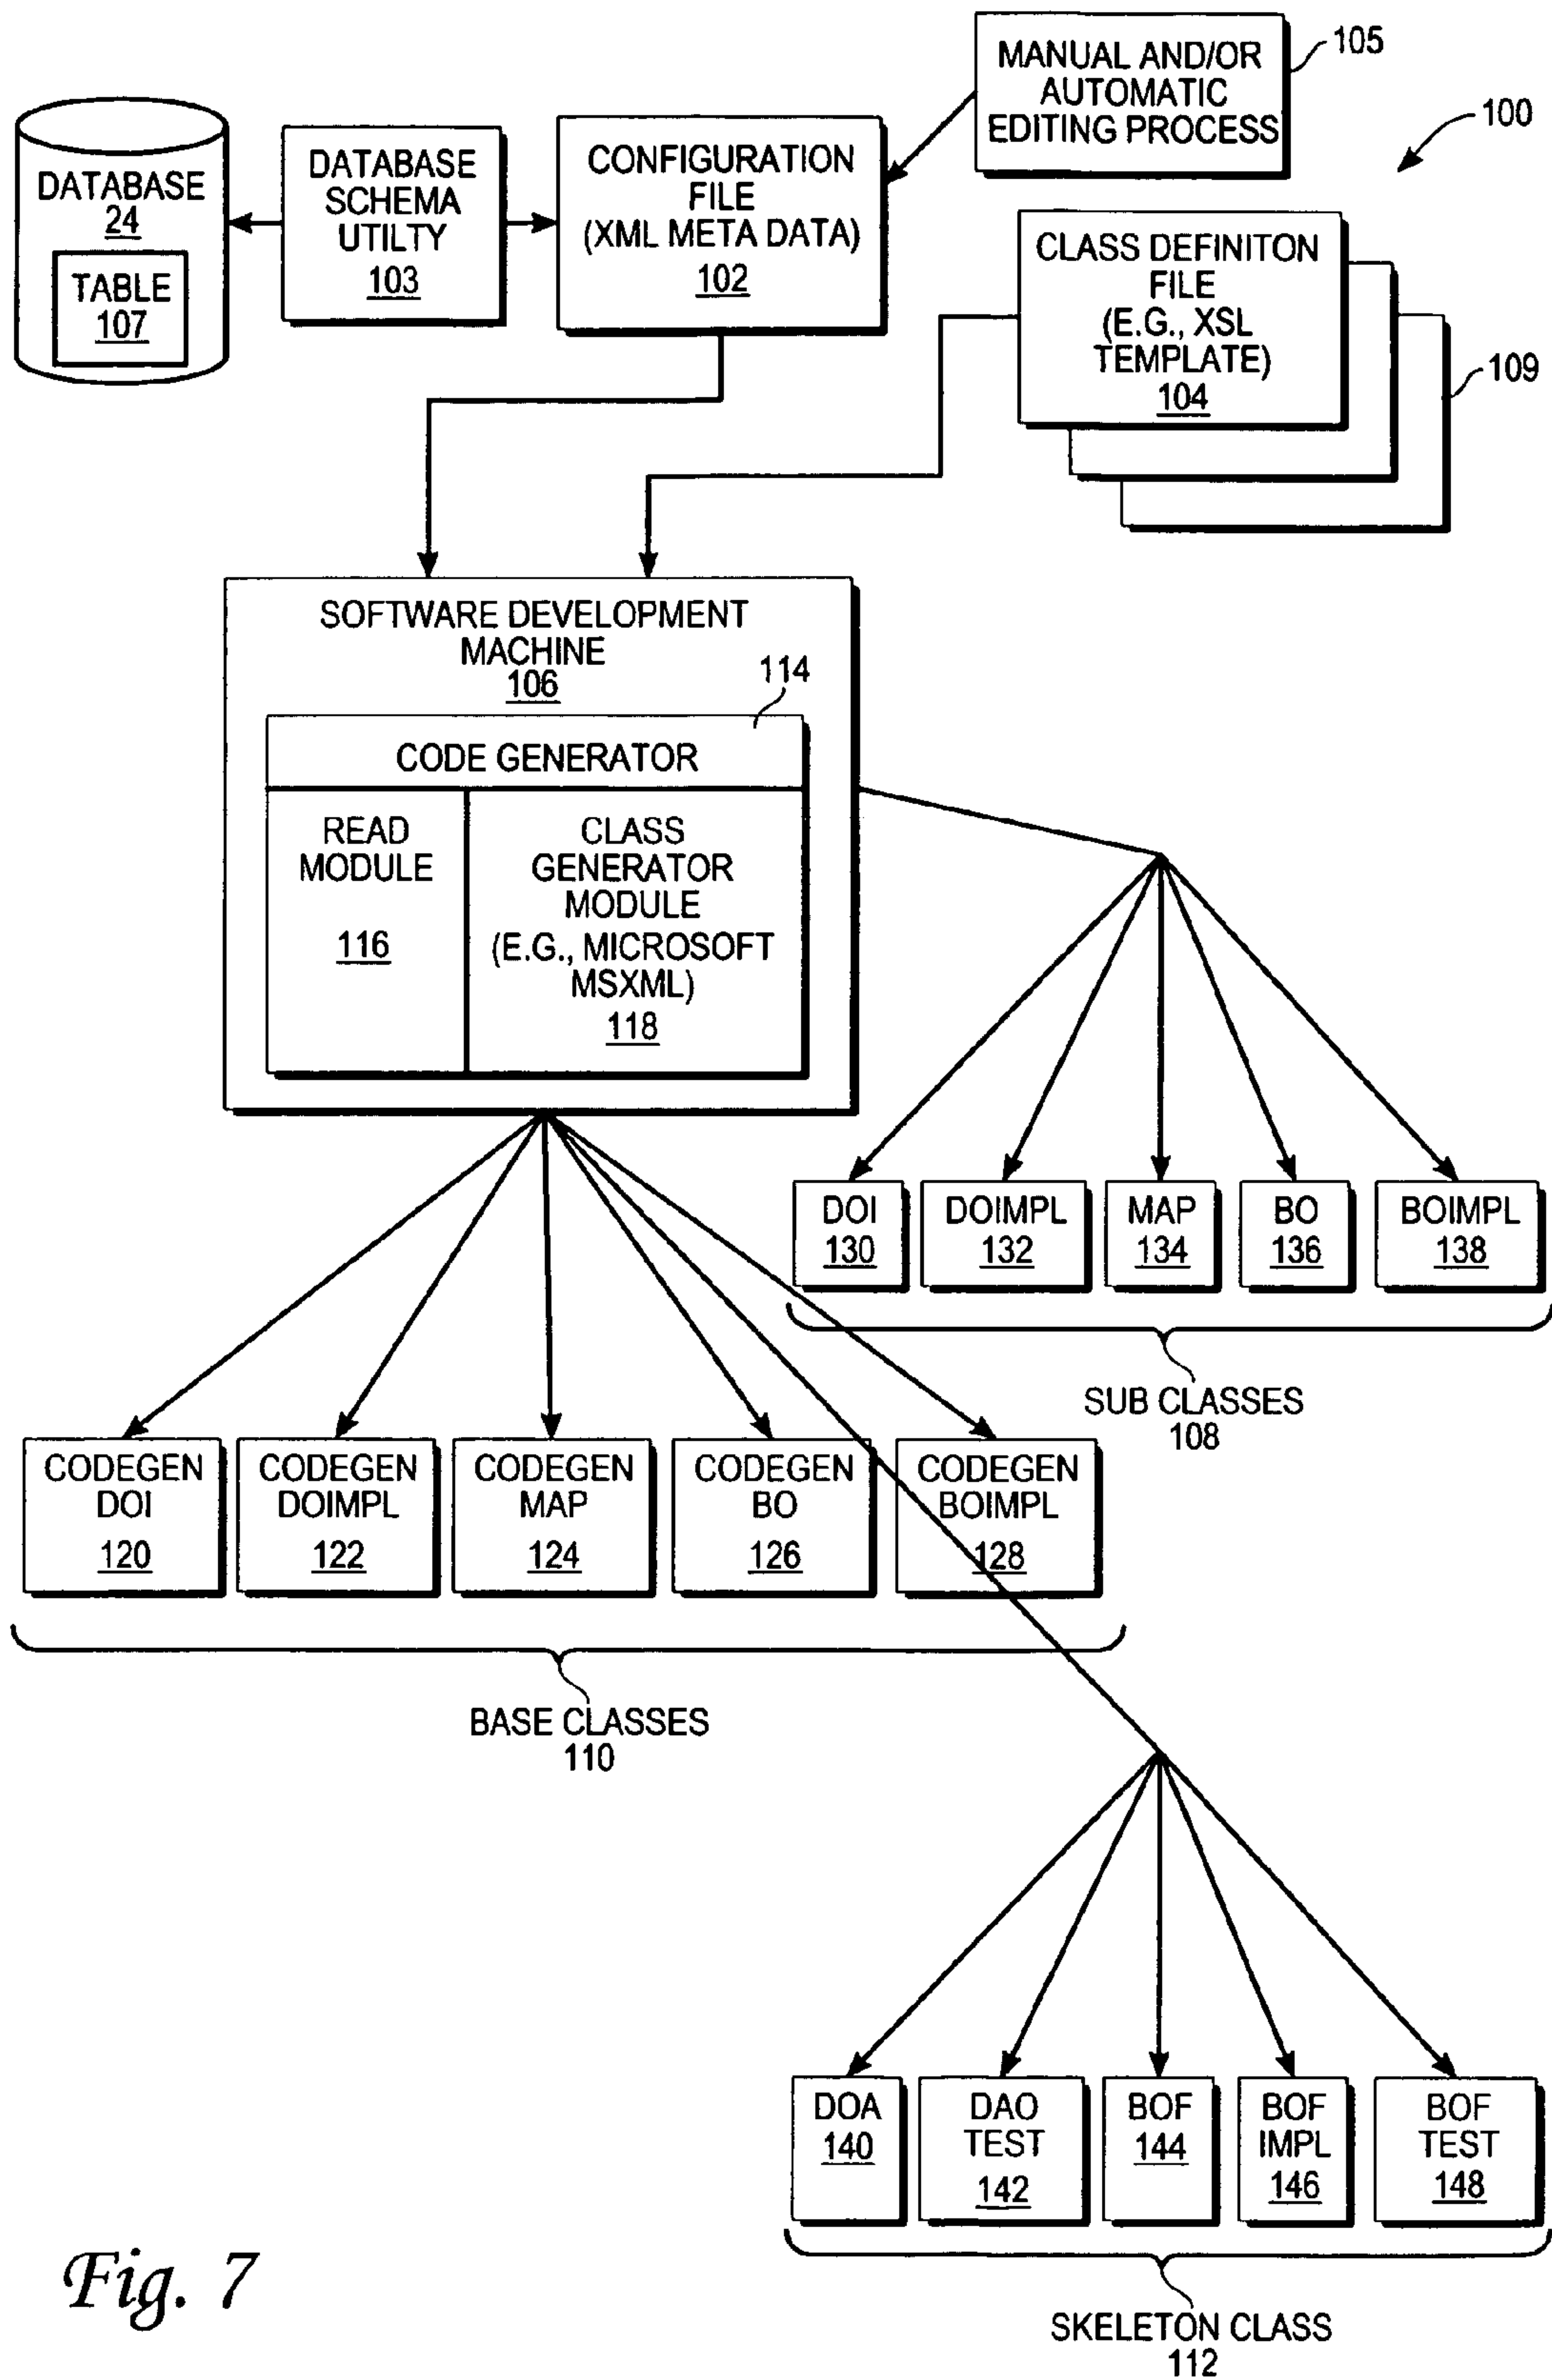 MANUAL AND/OR
AUTOMATIC
EDITING PROCESS
105
100
DATABASE
24
TABLE
107
DATABASE
SCHEMA
UTILTY
103
CONFIGURATION
FILE
(XML META DATA)
102
CLASS DEFINITON
FILE
(E.G., XSL
TEMPLATE)
104
109
SOFTWARE DEVELOPMENT
MACHINE
106
114
CODE GENERATOR
READ
MODULE
116
CLASS
GENERATOR
MODULE
(E.G., MICROSOFT
MSXML)
118
DOI
130
DOIMPL
132
MAP
134
BO
136
BOIMPL
138
SUB CLASSES
108
CODEGEN
DOI
120
CODEGEN
DOIMPL
122
CODEGEN
MAP
124
CODEGEN
BO
126
CODEGEN
BOIMPL
128
BASE CLASSES
110
DOA
140
DAO
TEST
142
BOF
144
BOF
IMPL
146
BOF
TEST
148
SKELETON CLASS
112
Fig. 7